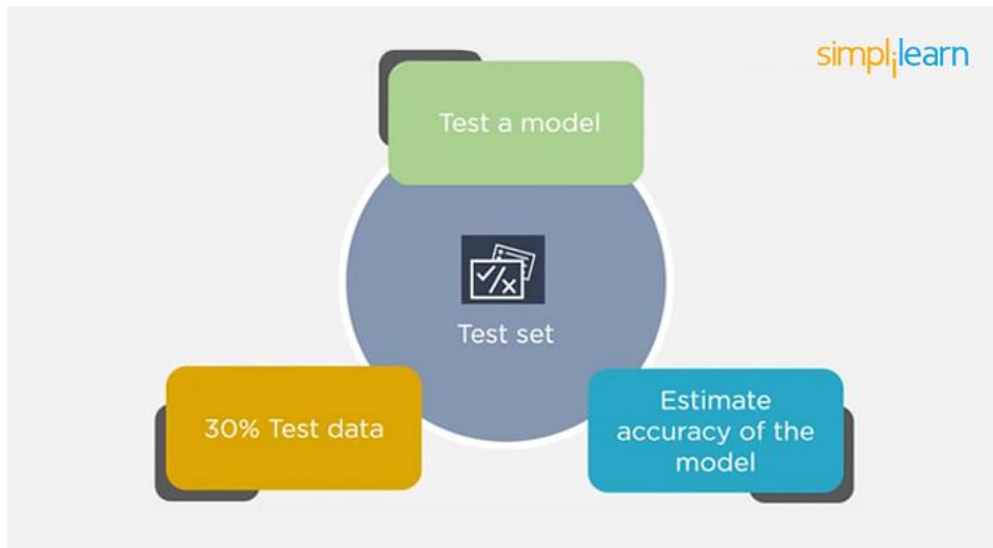 simplilearn
Test a model
Test set
30% Test data
Estimate
accuracy of the
model